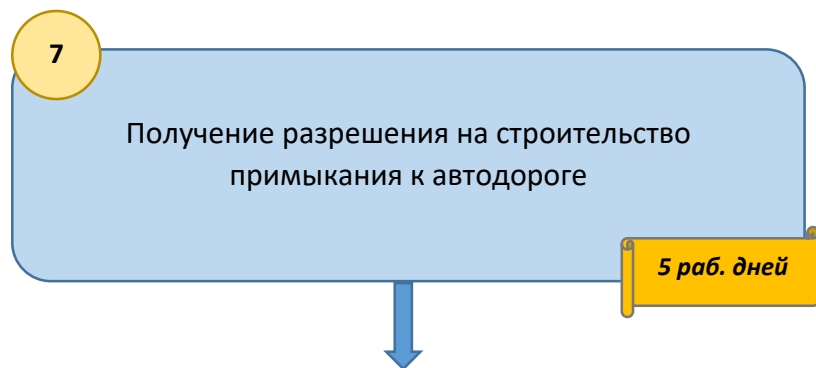 7
Получение разрешения на строительство
примыкания к автодороге
5 раб. дней